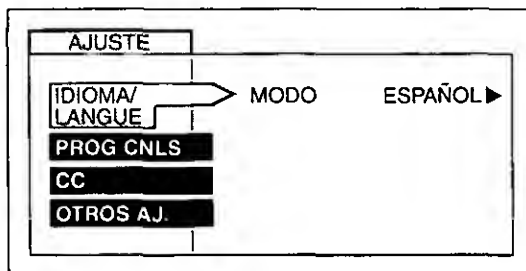 AJUSTE
IDIOMA/ MODO ESPAÑOL▶
LANGUE
PROG CNLS
CC
OTROS AJ.